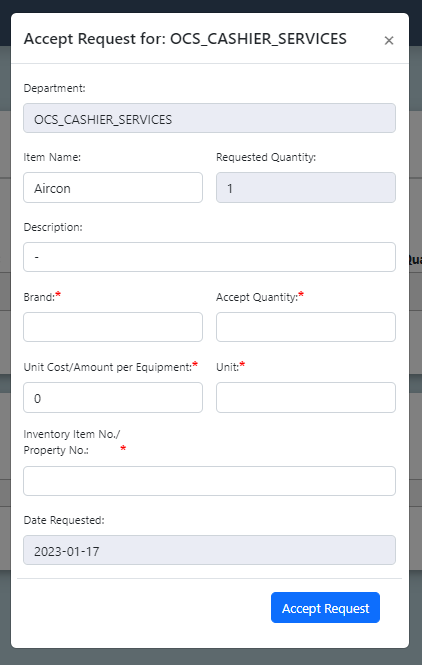 Accept Request for: OCS_CASHIER_SERVICES ×
Department:
OCS_CASHIER_SERVICES
Item Name: Requested Quantity:
Aircon 1
Description:
-
Brand:* Accept Quantity:*
Unit Cost/Amount per Equipment:* Unit:*
0
Inventory Item No./
Property No.: *
Date Requested:
2023-01-17
Accept Request